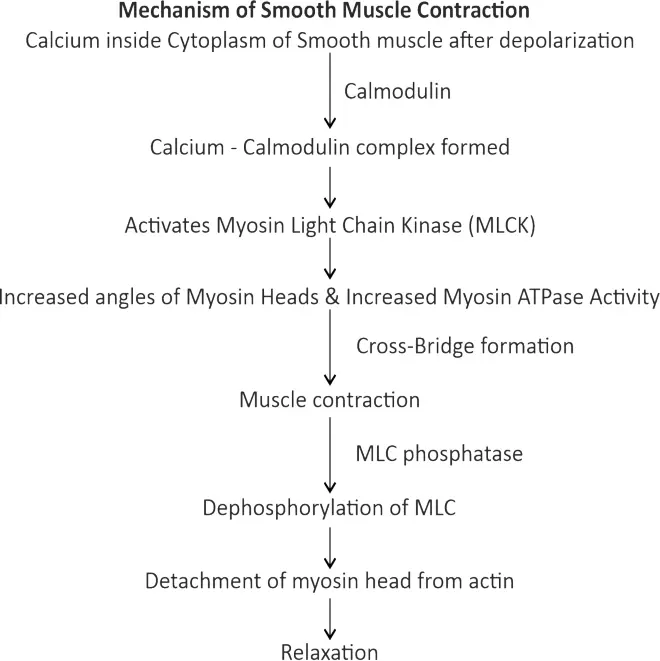 Mechanism of Smooth Muscle Contraction
Calcium inside Cytoplasm of Smooth muscle after depolarization
Calmodulin
Calcium - Calmodulin complex formed
Activates Myosin Light Chain Kinase (MLCK)
Increased angles of Myosin Heads & Increased Myosin ATPase Activity
Cross-Bridge formation
Muscle contraction
MLC phosphatase
Dephosphorylation of MLC
Detachment of myosin head from actin
Relaxation